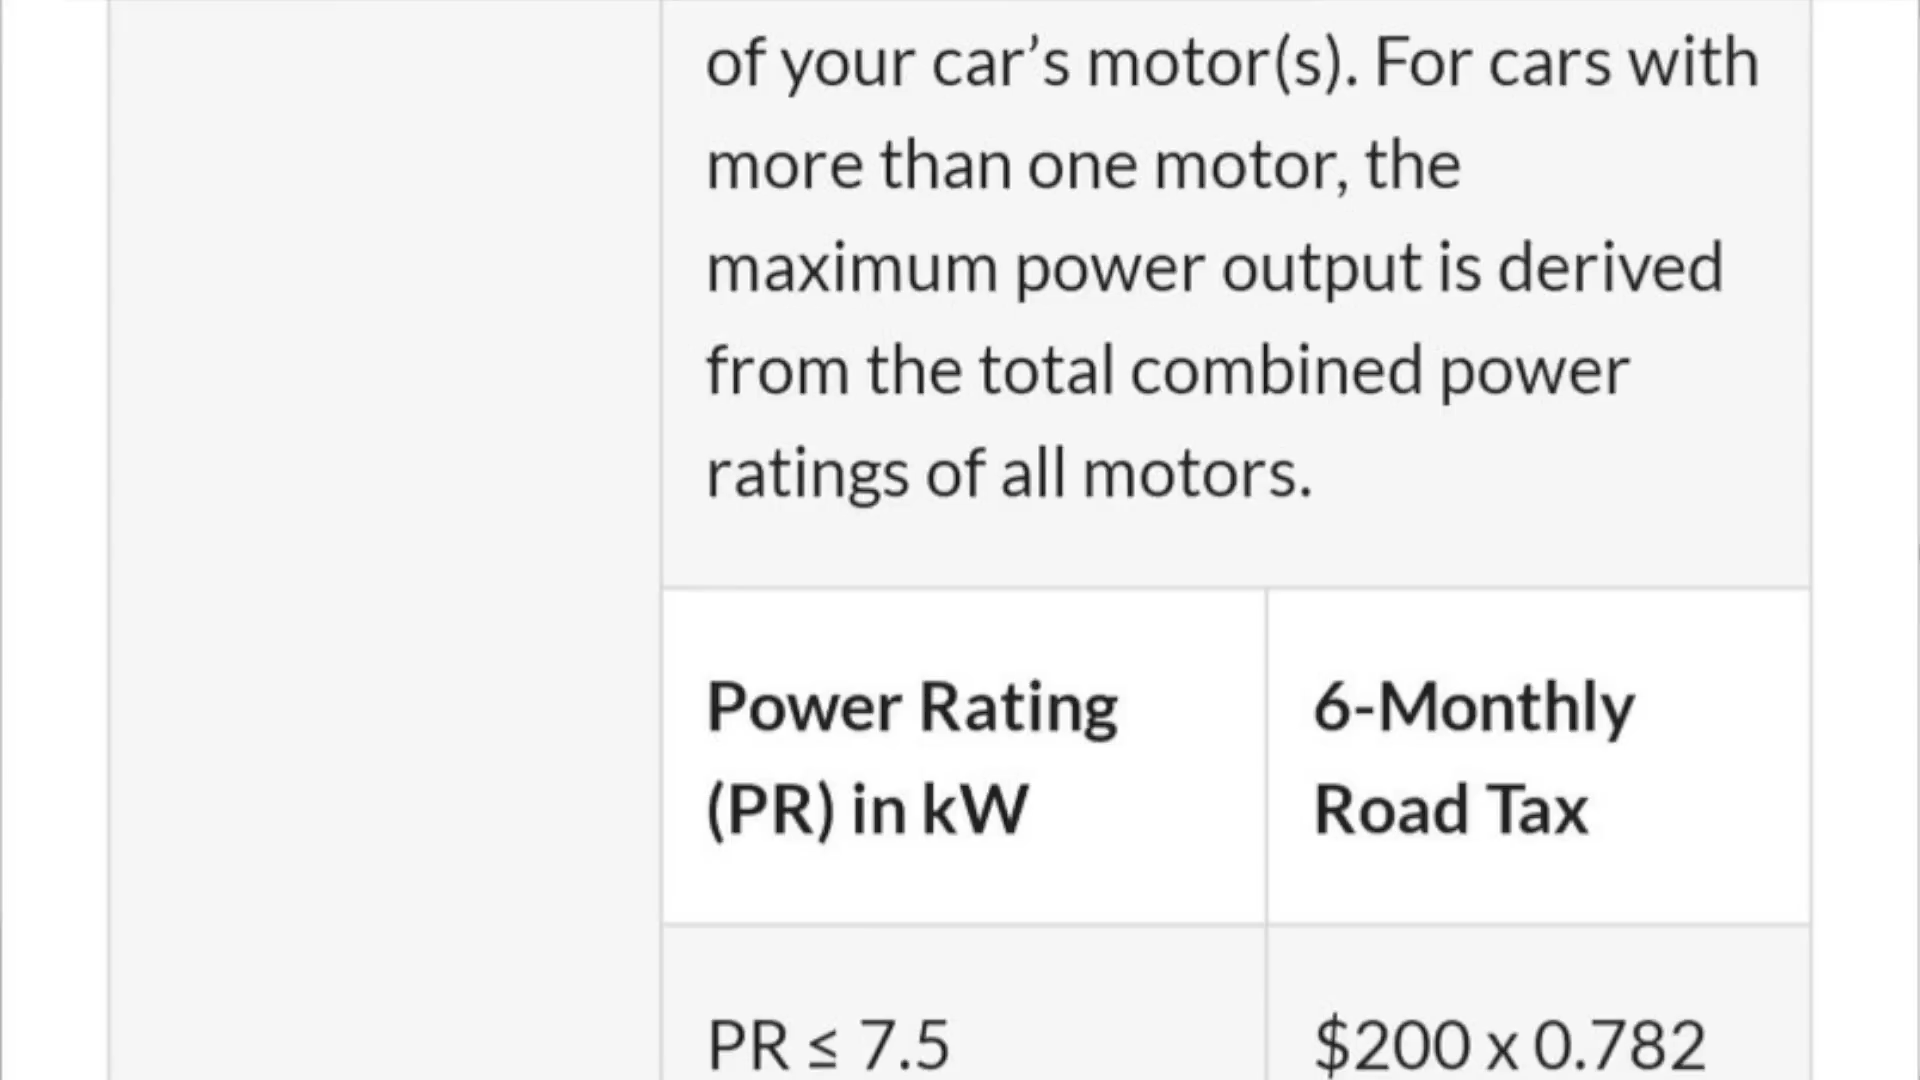 of your car’s motor(s). For cars with
more than one motor, the
maximum power output is derived
from the total combined power
ratings of all motors.
Power Rating
(PR) in kW
6-Monthly
Road Tax
PR ≤ 7.5
$200 x 0.782